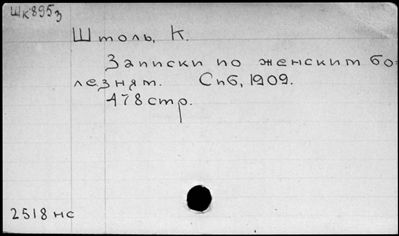 Шк895з
Штоль, К.
Записки по женским бо-
лезням. Спб, 1909.
478 стр.
2518 нс